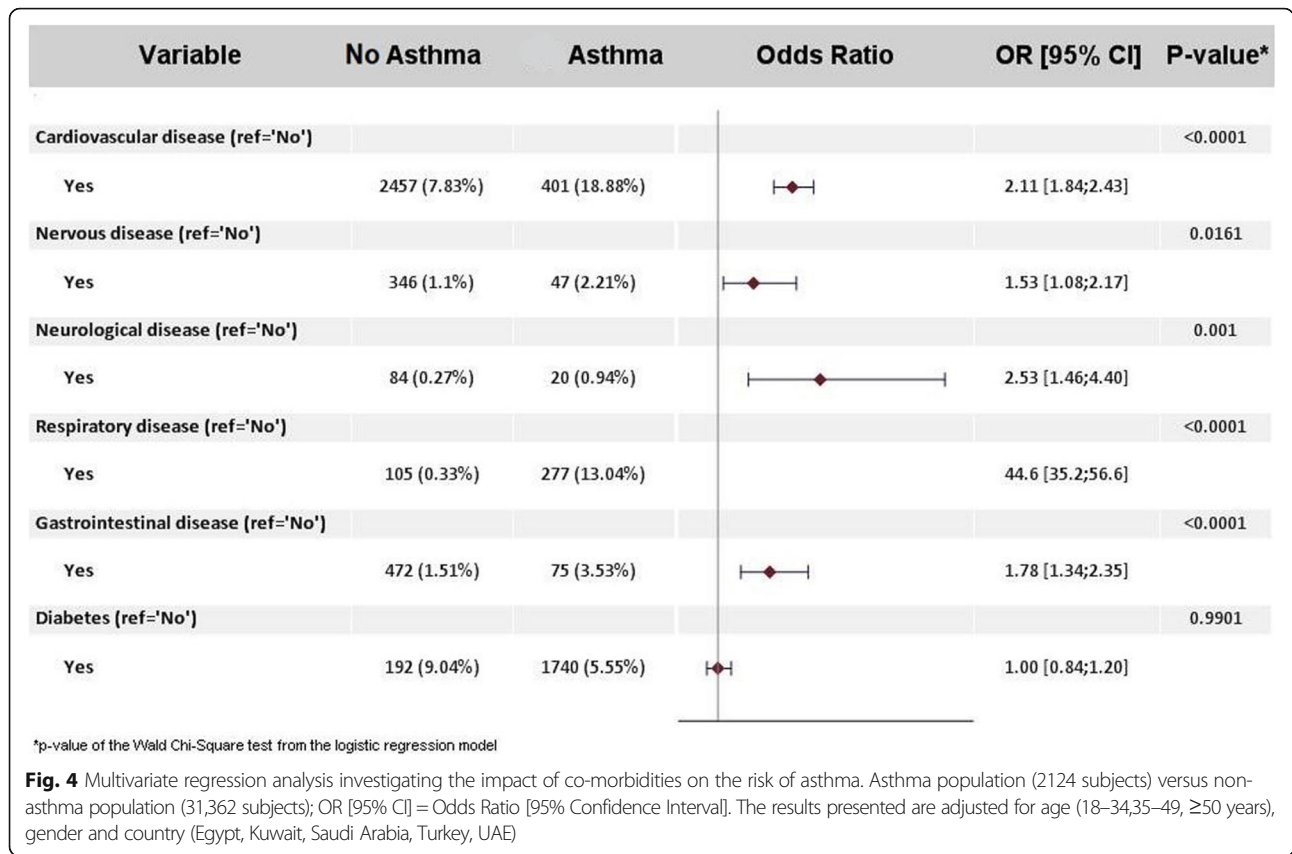 Variable No Asthma Asthma Odds Ratio OR [95% CI] P-value*
Cardiovascular disease (ref='No') <0.0001
Yes 2457 (7.83%) 401 (18.88%) 2.11 [1.84;2.43]
Nervous disease (ref='No') 0.0161
Yes 346 (1.1%) 47 (2.21%) 1.53 [1.08;2.17]
Neurological disease (ref='No') 0.001
Yes 84 (0.27%) 20 (0.94%) 2.53 [1.46;4.40]
Respiratory disease (ref='No') <0.0001
Yes 105 (0.33%) 277 (13.04%) 44.6 [35.2;56.6]
Gastrointestinal disease (ref='No') <0.0001
Yes 472 (1.51%) 75 (3.53%) 1.78 [1.34;2.35]
Diabetes (ref='No') 0.9901
Yes 192 (9.04%) 1740 (5.55%) 1.00 [0.84;1.20]
*p-value of the Wald Chi-Square test from the logistic regression model
Fig. 4 Multivariate regression analysis investigating the impact of co-morbidities on the risk of asthma. Asthma population (2124 subjects) versus non-
asthma population (31,362 subjects); OR [95% CI] = Odds Ratio [95% Confidence Interval]. The results presented are adjusted for age (18–34,35–49, ≥50 years),
gender and country (Egypt, Kuwait, Saudi Arabia, Turkey, UAE)